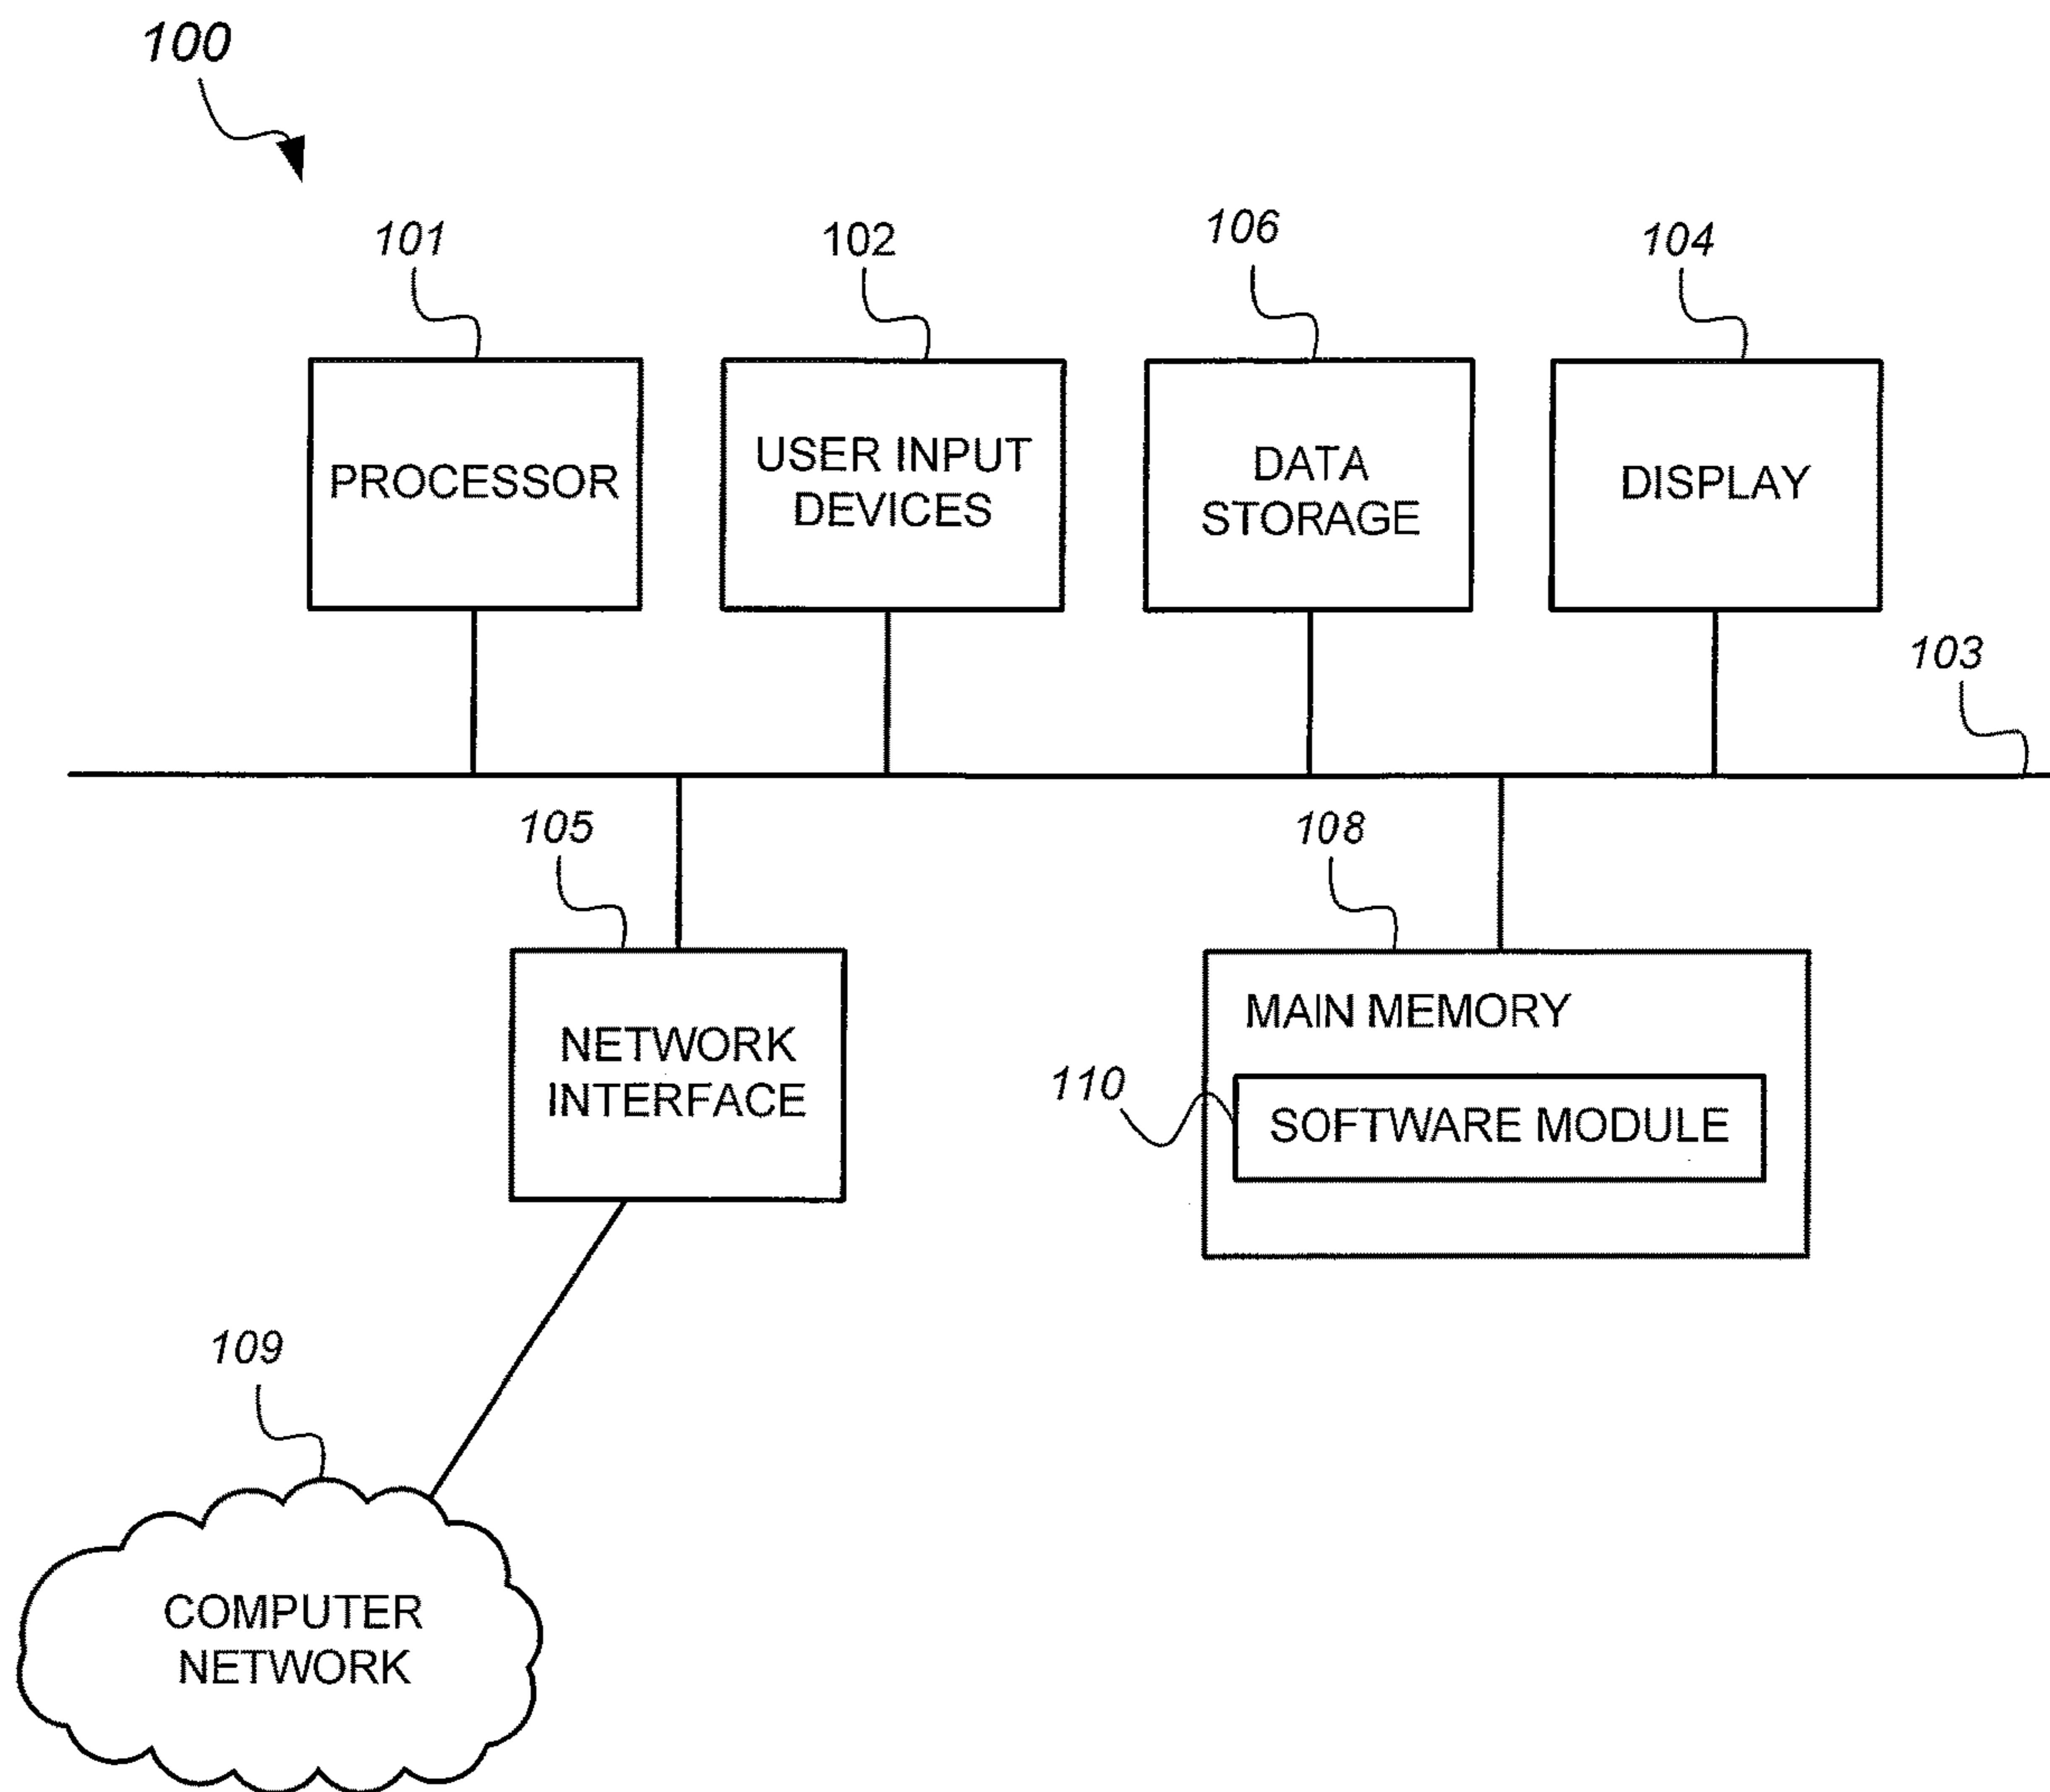 100
101
102
106
104
PROCESSOR
USER INPUT
DEVICES
DATA
STORAGE
DISPLAY
103
105
108
NETWORK
INTERFACE
MAIN MEMORY
110
SOFTWARE MODULE
109
COMPUTER
NETWORK